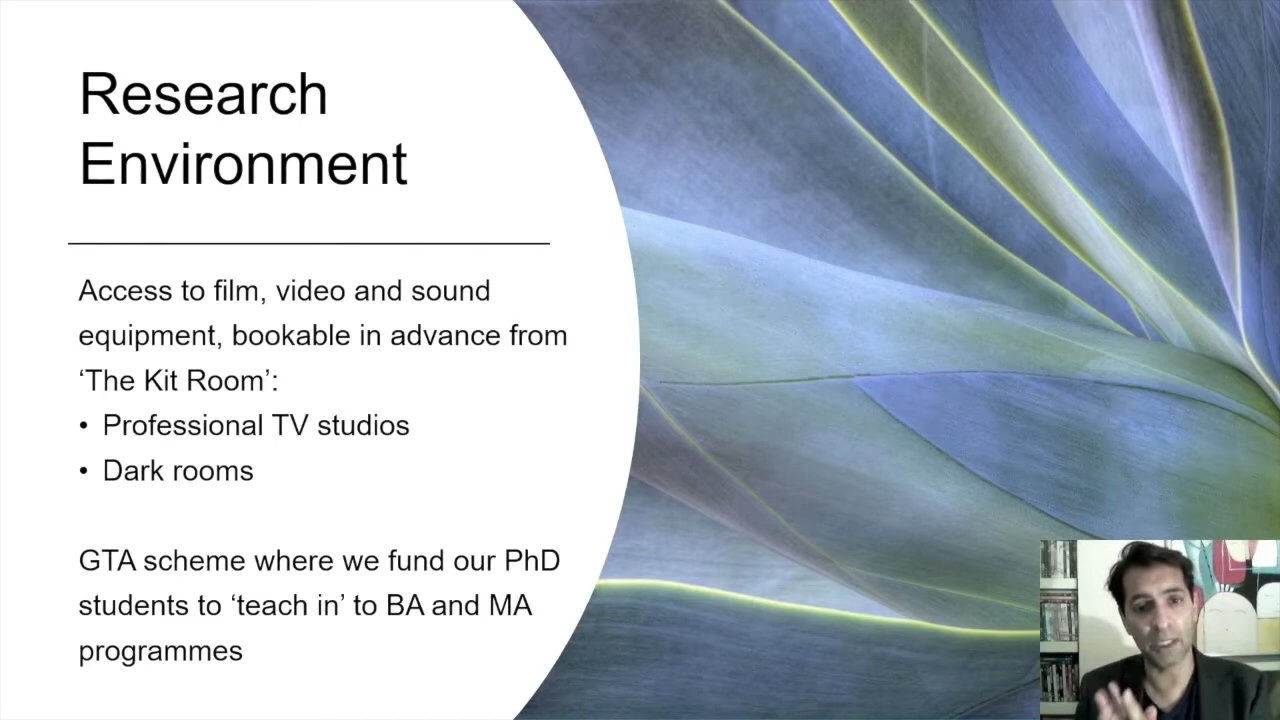 Research
Environment
Access to film, video and sound
equipment, bookable in advance from
‘The Kit Room’:
• Professional TV studios
• Dark rooms
GTA scheme where we fund our PhD
students to ‘teach in’ to BA and MA
programmes